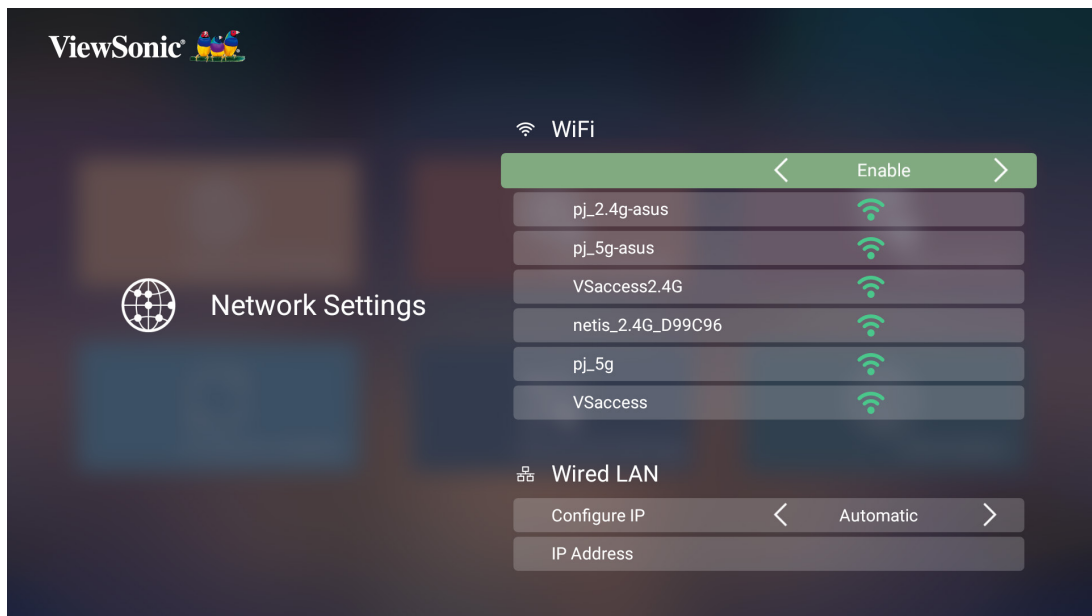 ViewSonic®
WiFi
Enable
pj_2.4g-asus
pj_5g-asus
VSaccess2.4G
Network Settings
netis_2.4G_D99C96
pj_5g
VSaccess
Wired LAN
Configure IP Automatic
IP Address